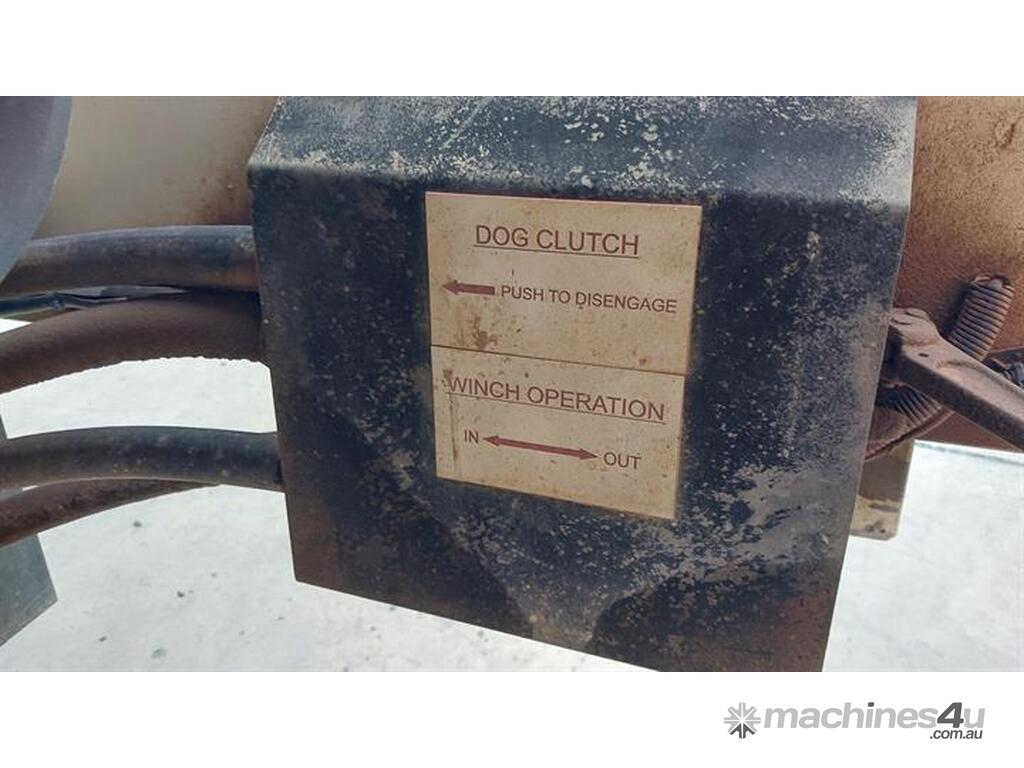 DOG CLUTCH
PUSH TO DISENGAGE
WINCH OPERATION
IN OUT
machines4u
.com.au